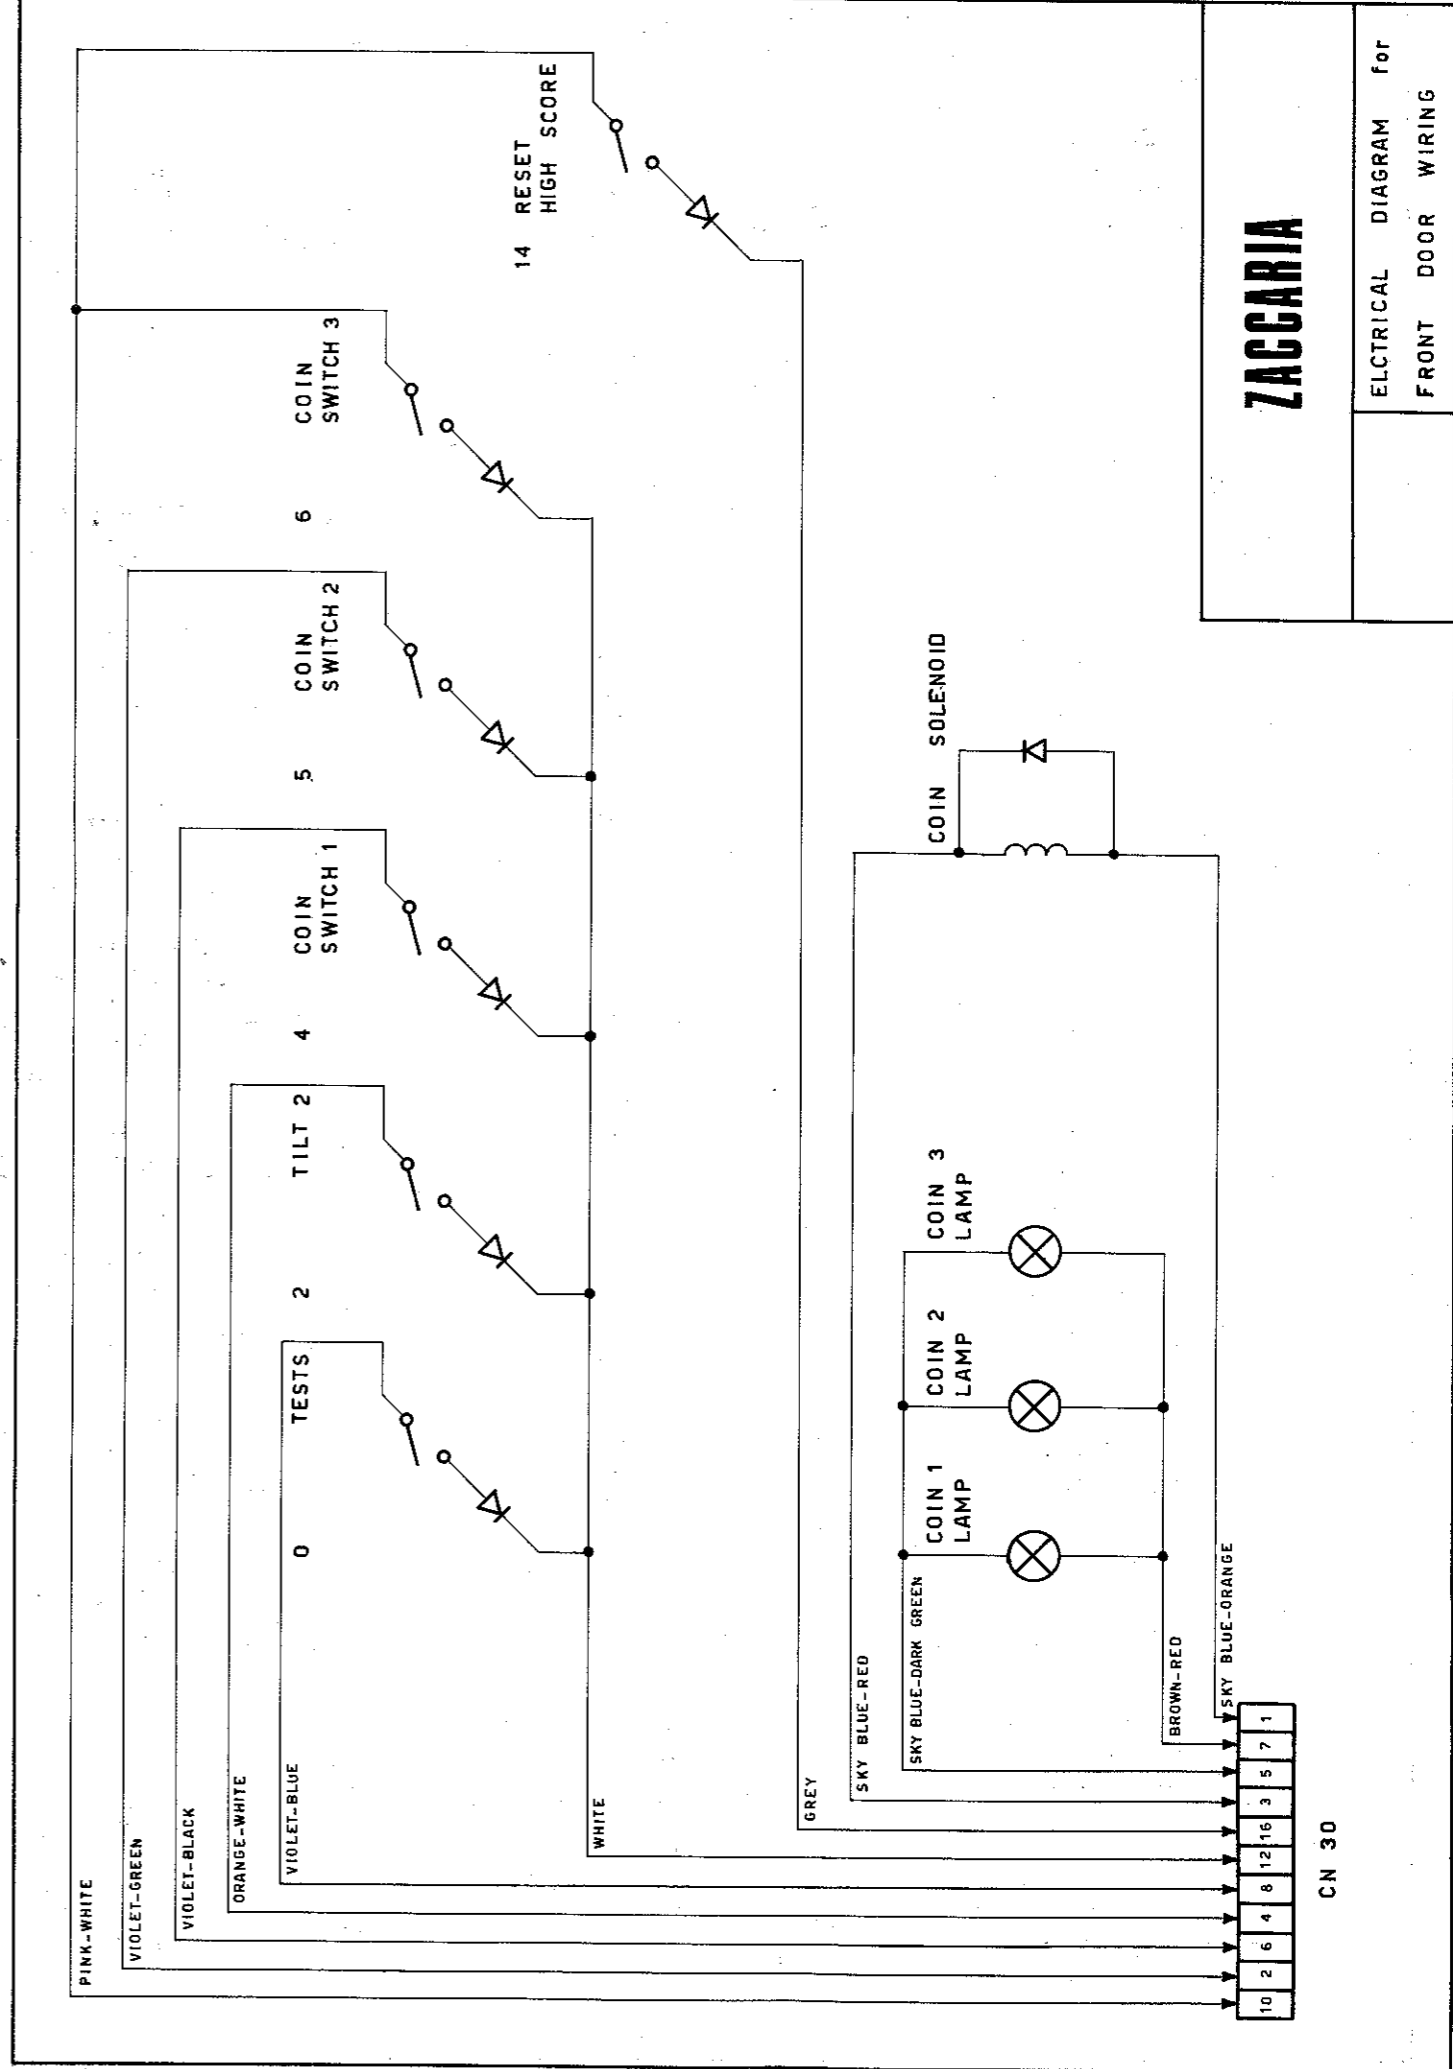 PINK-WHITE
VIOLET-GREEN
VIOLET-BLACK
ORANGE-WHITE
VIOLET-BLUE
0 TESTS
2 TILT 2
4 COIN
SWITCH 1
5 COIN
SWITCH 2
6 COIN
SWITCH 3
14 RESET
HIGH SCORE
WHITE
GREY
SKY BLUE-RED
SKY BLUE-DARK GREEN
COIN 1
LAMP
COIN 2
LAMP
COIN 3
LAMP
COIN SOLENOID
BROWN-RED
SKY BLUE-ORANGE
10 2 6 4 8 12 16 3 5 7 1
CN 30
ZACCARIA
ELCTRICAL DIAGRAM for
FRONT DOOR WIRING